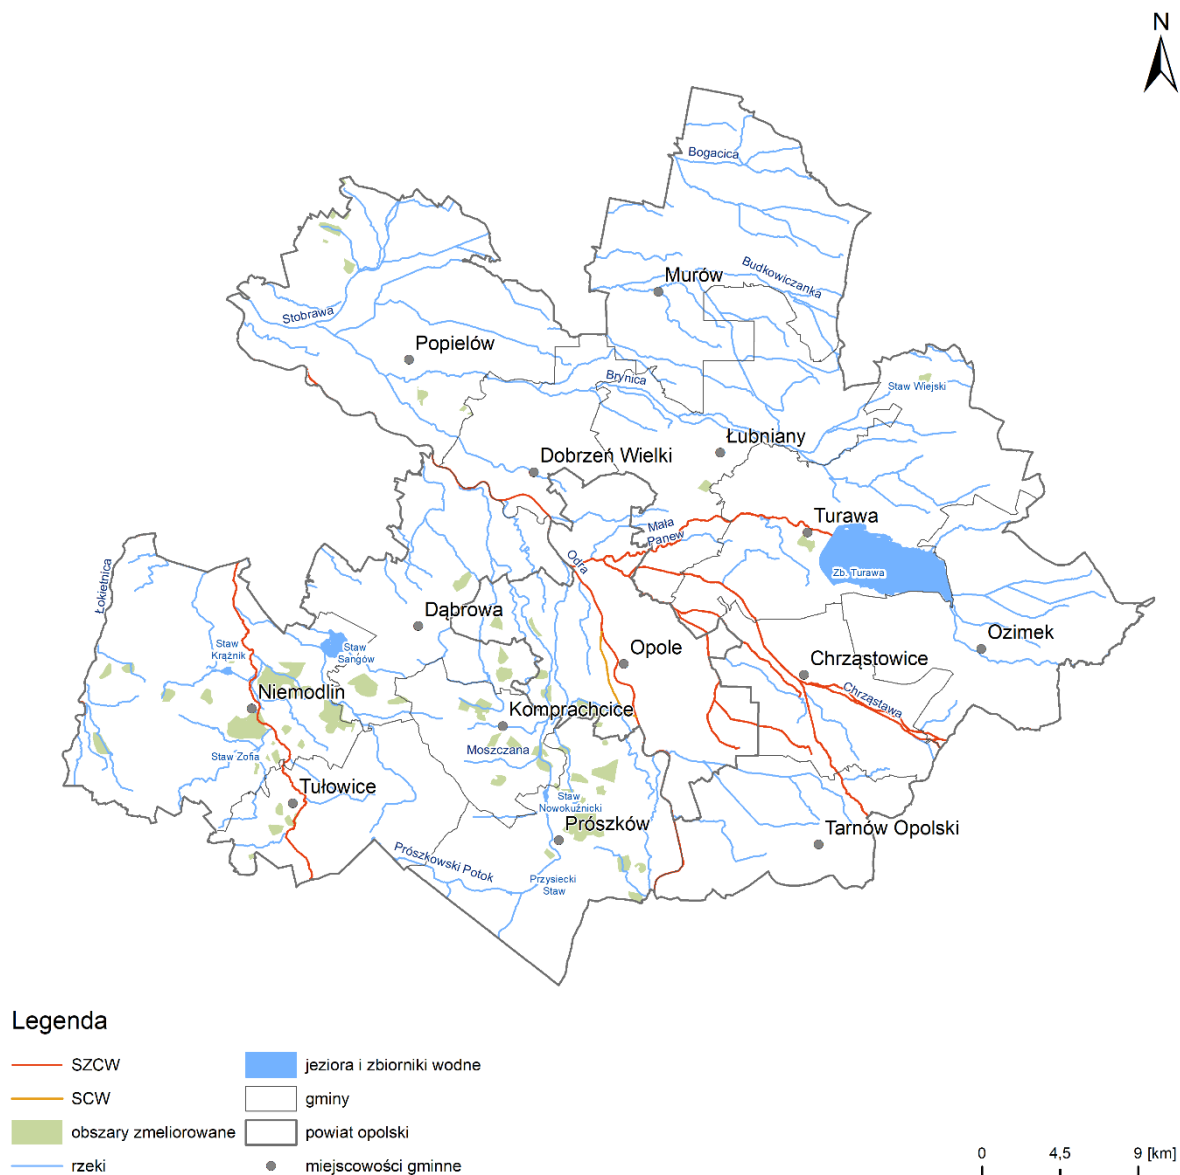 N
Bogacica
Budkowiczanka
Murów
Stobrawa
Popielów
Brynica
Staw Wiejski
Łubniany
Dobrzeń Wielki
Turawa
Mała
Panew
Odra
Zb. Turawa
Łokietnica
Dąbrowa
Ozimek
Staw
Krążnik
Staw
Sangów
Opole
Chrząstowice
Niemodlin
Chrząstawa
Komprachcice
Moszczana
Staw Zofia
Tułowice
Staw
Nowokuźnicki
Prószków
Tarnów Opolski
Prószkowski Potok
Przysiecki
Staw
Legenda
SZCW
jeziora i zbiorniki wodne
SCW
gminy
obszary zmeliorowane
powiat opolski
rzeki
miejscowości gminne
0 4,5 9 [km]